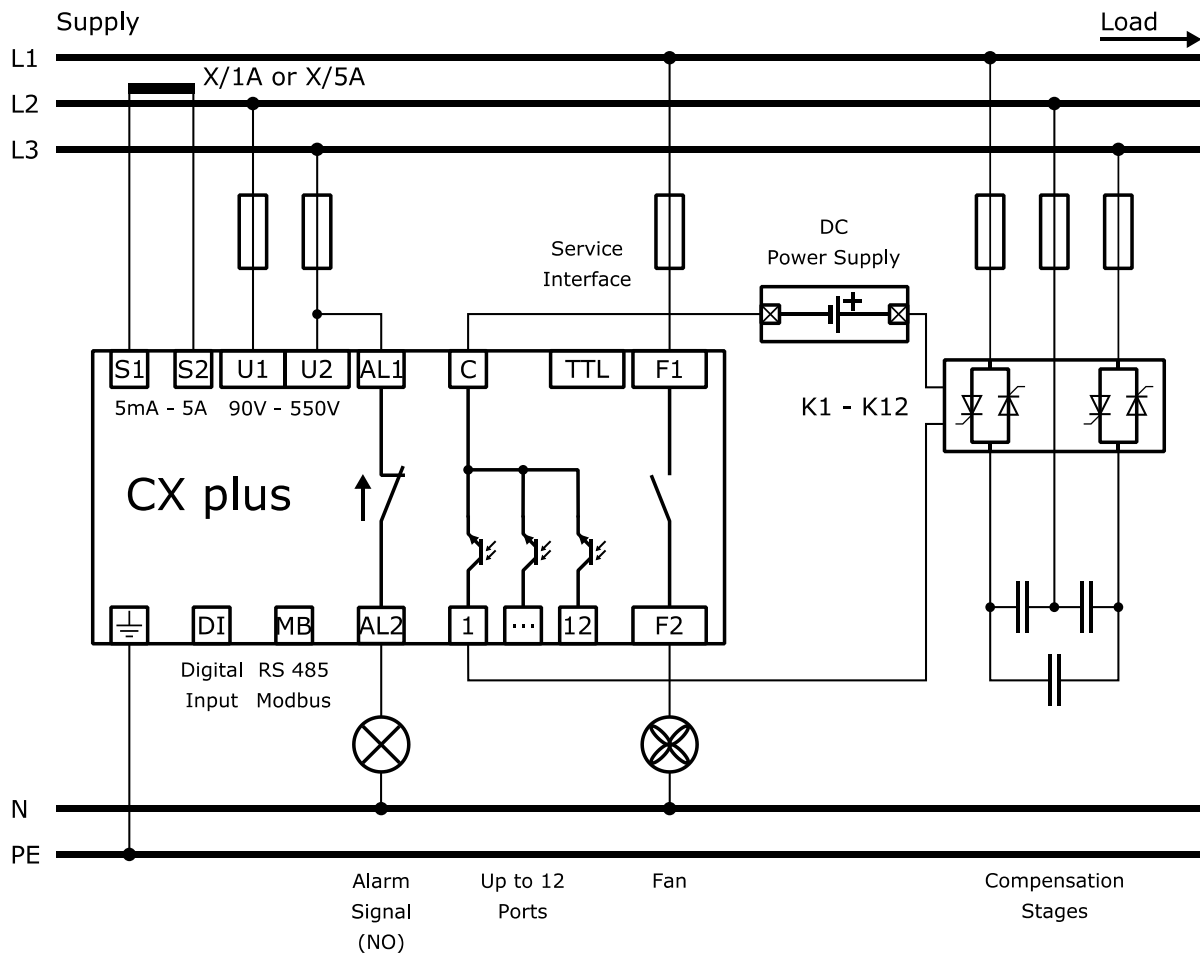 Supply
Load
L1
X/1A or X/5A
L2
L3
DC
Power Supply
Service
Interface
S1 S2 U1 U2 AL1 C TTL F1
5mA - 5A 90V - 550V
K1 - K12
CX plus
DI MB AL2 1 ... 12 F2
Digital
Input
RS 485
Modbus
N
PE
Alarm
Signal
(NO)
Up to 12
Ports
Fan
Compensation
Stages